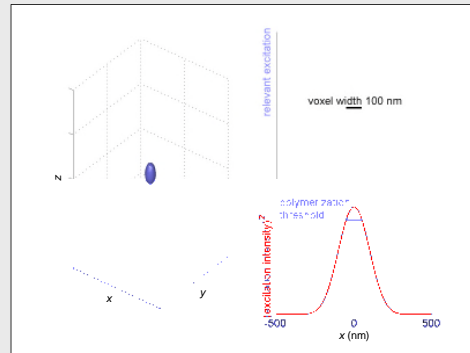 relevant excitation
voxel width 100 nm
z
x
y
polymerization
threshold
[excitation intensity]²
-500
0
500
x (nm)